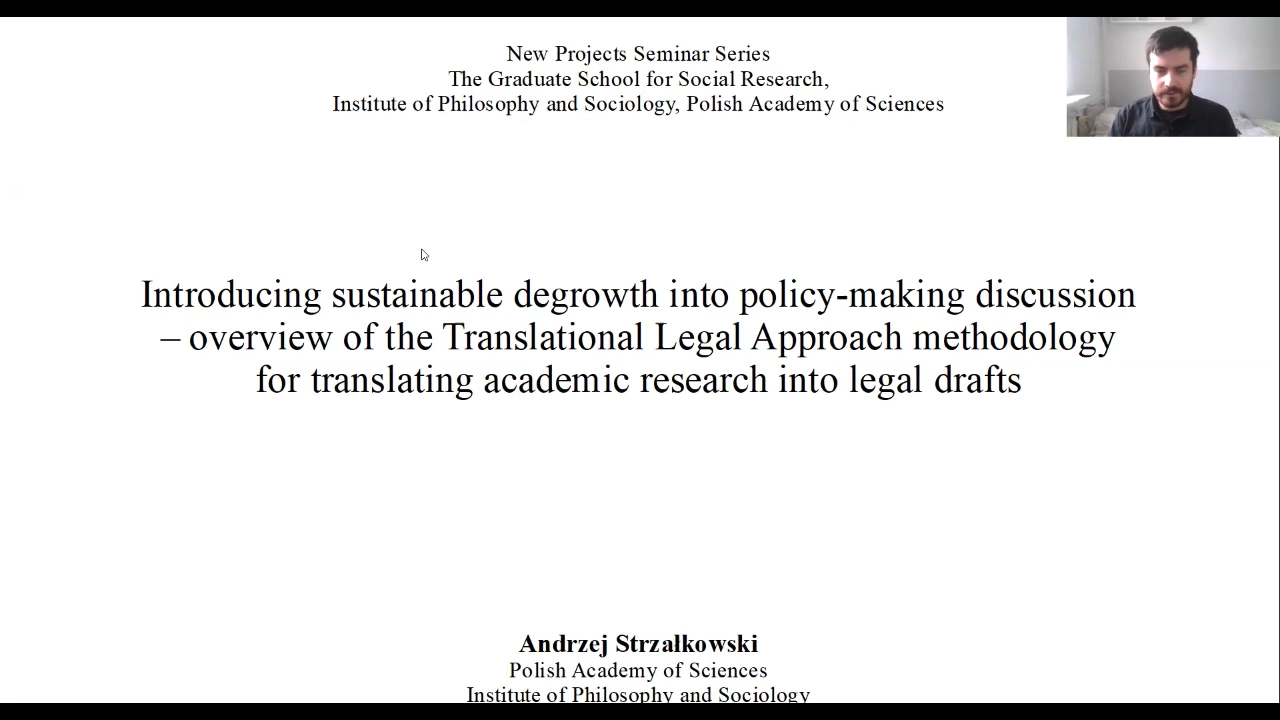 New Projects Seminar Series
The Graduate School for Social Research,
Institute of Philosophy and Sociology, Polish Academy of Sciences
Introducing sustainable degrowth into policy-making discussion
– overview of the Translational Legal Approach methodology
for translating academic research into legal drafts
Andrzej Strzałkowski
Polish Academy of Sciences
Institute of Philosophy and Sociology